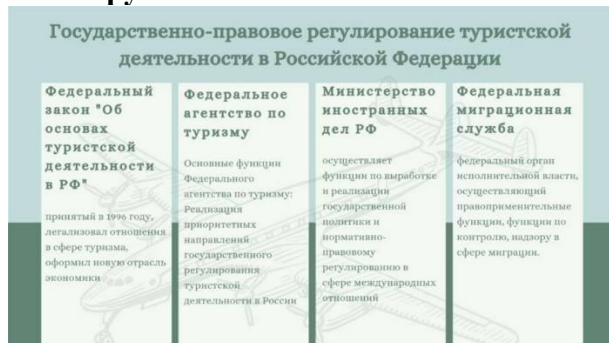 Государственно-правовое регулирование туристской
деятельности в Российской Федерации
Федеральный
закон "Об
основах
туристской
деятельности
в РФ"
принятый в 1996 году,
легализовал отношения
в сфере туризма,
оформил новую отрасль
экономики
Федеральное
агентство по
туризму
Основные функции
Федерального
агентства по туризму:
Реализация
приоритетных
направлений
государственного
регулирования
туристской
деятельности в России
Министерство
иностранных
дел РФ
осуществляет
функции по выработке
и реализации
государственной
политики и
нормативно-
правовому
регулированию в
сфере международных
отношений
Федеральная
миграционная
служба
федеральный орган
исполнительной власти,
осуществляющий
правоприменительные
функции, функции по
контролю, надзору в
сфере миграции.